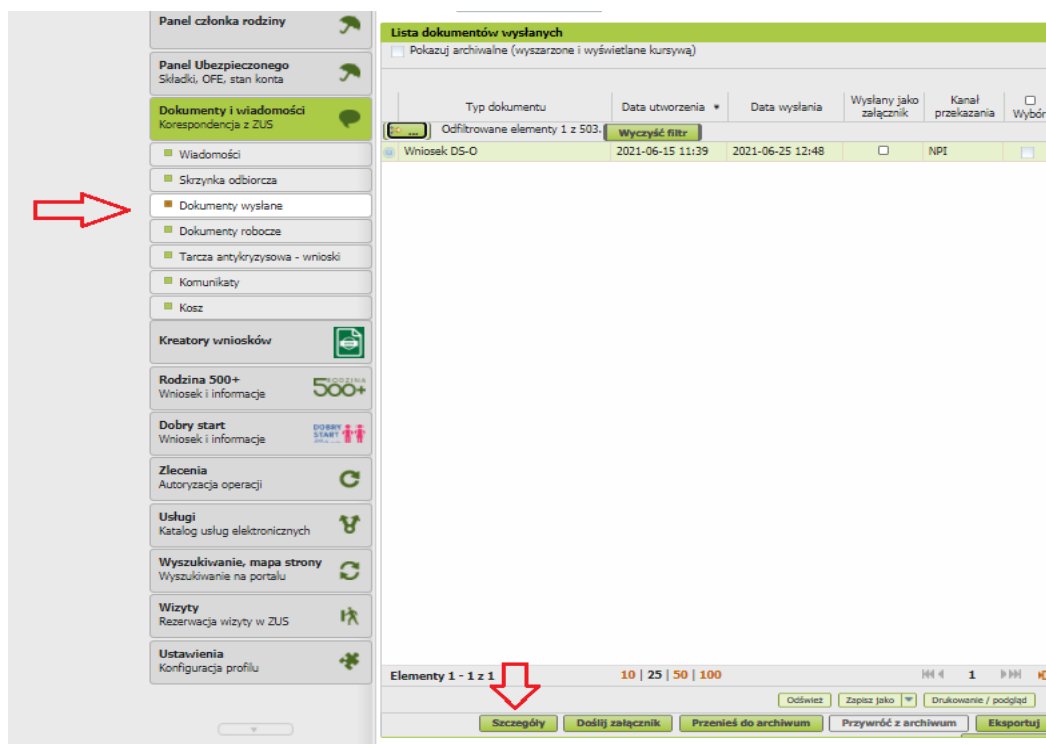 Panel członka rodziny
Panel Ubezpieczonego
Składki, OFE, stan konta
Dokumenty i wiadomości
Korespondencja z ZUS
Wiadomości
Skrzynka odbiorcza
Dokumenty wysłane
Dokumenty robocze
Tarcza antykryzysowa - wnioski
Komunikaty
Kosz
Kreatory wniosków
Rodzina 500+
Wniosek i informacje
RODZINA
500+
Dobry start
Wniosek i informacje
DOBRY
START
Zlecenia
Autoryzacja operacji
Usługi
Katalog usług elektronicznych
Wyszukiwanie, mapa strony
Wyszukiwanie na portalu
Wizyty
Rezerwacja wizyty w ZUS
Ustawienia
Konfiguracja profilu
Lista dokumentów wysłanych
Pokazuj archiwalne (wyszarzone i wyświetlane kursywą)
Typ dokumentu Data utworzenia Data wysłania Wysłany jako załącznik Kanał przekazania Wybór
... Odfiltrowane elementy 1 z 503. Wyczyść filtr
Wniosek DS-O 2021-06-15 11:39 2021-06-25 12:48 NPI
Elementy 1 - 1 z 1 10 | 25 | 50 | 100 1
Odśwież Zapisz jako Drukowanie / podgląd
Szczegóły Doślij załącznik Przenieś do archiwum Przywróć z archiwum Eksportuj